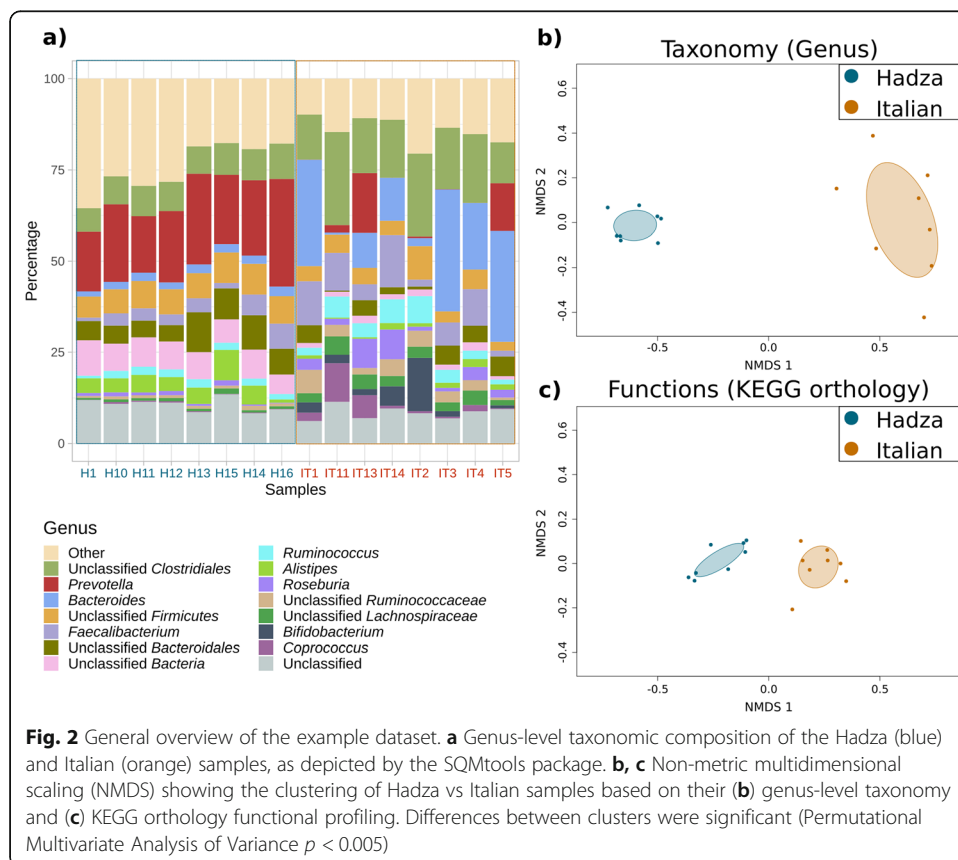 a)
100
75
50
25
0
Percentage
H1 H10 H11 H12 H13 H15 H14 H16 IT1 IT11 IT13 IT14 IT2 IT3 IT4 IT5
Samples
Genus
Other
Unclassified Clostridiales
Prevotella
Bacteroides
Unclassified Firmicutes
Faecalibacterium
Unclassified Bacteroidales
Unclassified Bacteria
Ruminococcus
Alistipes
Roseburia
Unclassified Ruminoccaceae
Unclassified Lachnospiraceae
Bifidobacterium
Coprococcus
Unclassified
b)
Taxonomy (Genus)
Hadza
Italian
0.6
0.4
0.2
0.0
-0.2
-0.4
NMDS 2
-0.5 0.0 0.5
NMDS 1
c)
Functions (KEGG orthology)
Hadza
Italian
0.6
0.4
0.2
0.0
-0.2
-0.4
NMDS 2
-0.5 0.0 0.5
NMDS 1
Fig. 2 General overview of the example dataset. a Genus-level taxonomic composition of the Hadza (blue)
and Italian (orange) samples, as depicted by the SQMtools package. b, c Non-metric multidimensional
scaling (NMDS) showing the clustering of Hadza vs Italian samples based on their (b) genus-level taxonomy
and (c) KEGG orthology functional profiling. Differences between clusters were significant (Permutational
Multivariate Analysis of Variance p < 0.005)